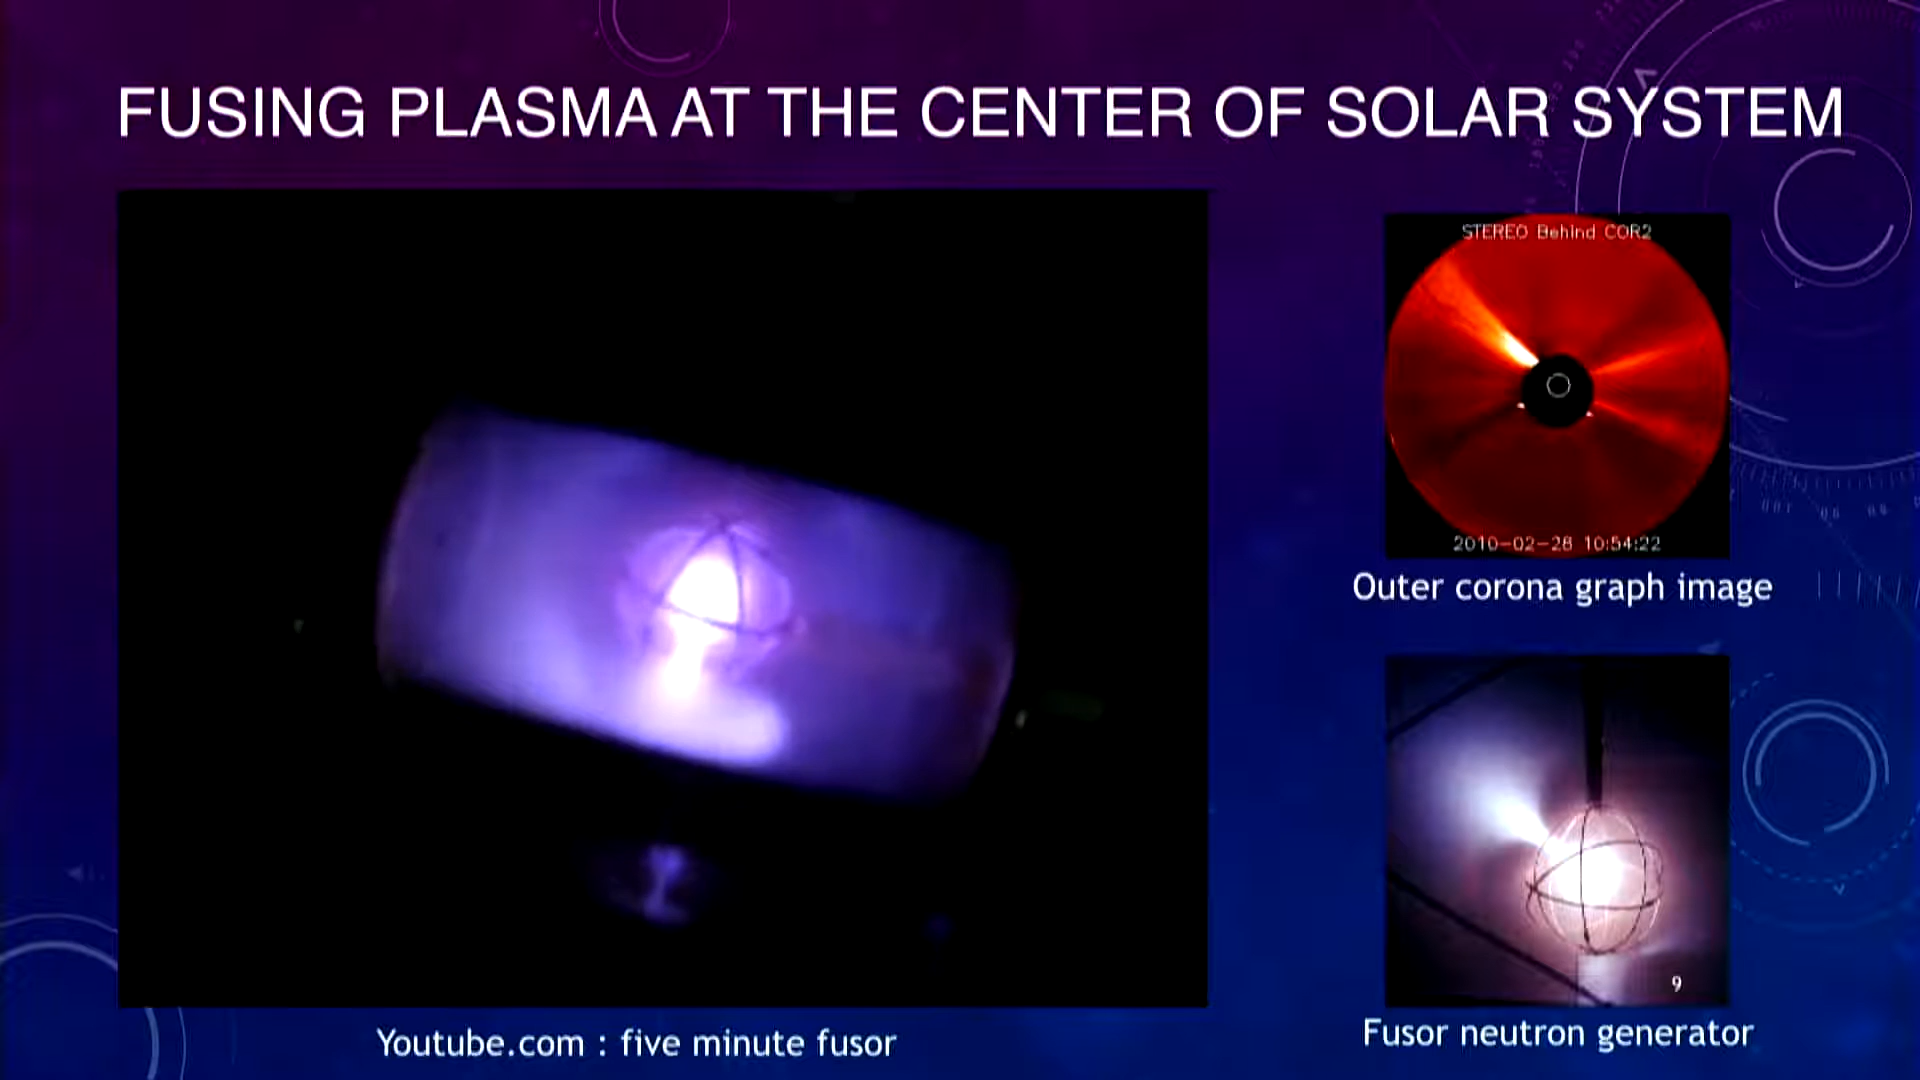 FUSING PLASMA AT THE CENTER OF SOLAR SYSTEM
STEREO Behind COR2
2010-02-28 10:54:22
Outer corona graph image
9
Youtube.com : five minute fusor
Fusor neutron generator